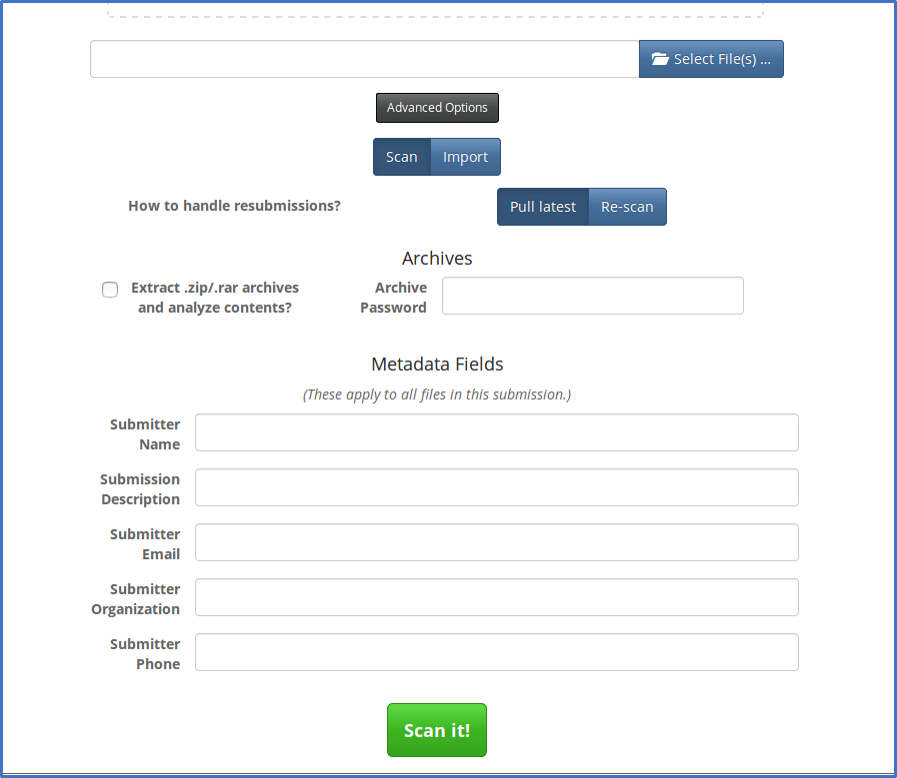 Select File(s) ...
Advanced Options
Scan Import
How to handle resubmissions? Pull latest Re-scan
Archives
Extract .zip/.rar archives Archive
and analyze contents? Password
Metadata Fields
(These apply to all files in this submission.)
Submitter
Name
Submission
Description
Submitter
Email
Submitter
Organization
Submitter
Phone
Scan it!